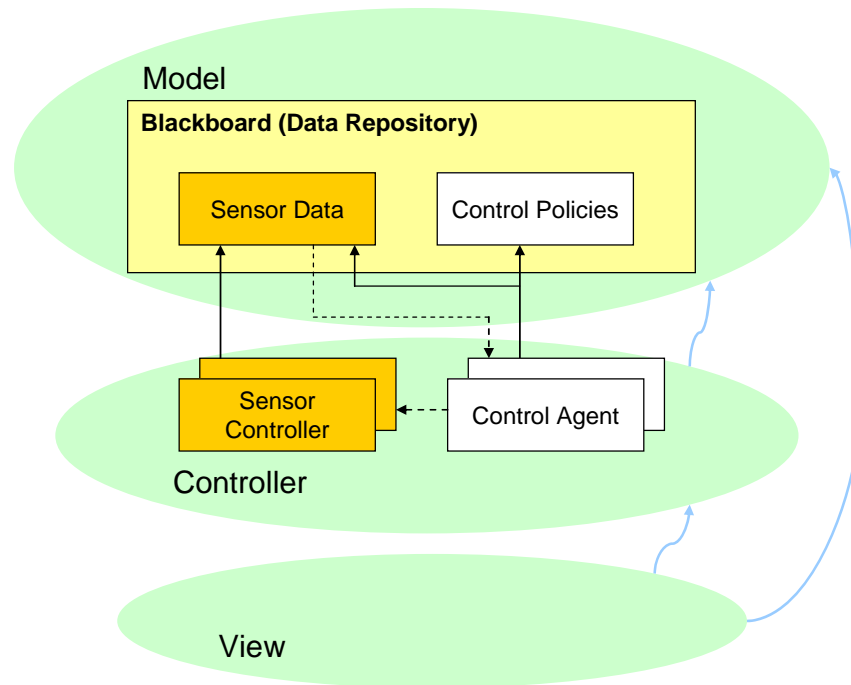 Model
Blackboard (Data Repository)
Sensor Data
Control Policies
Sensor
Controller
Control Agent
Controller
View